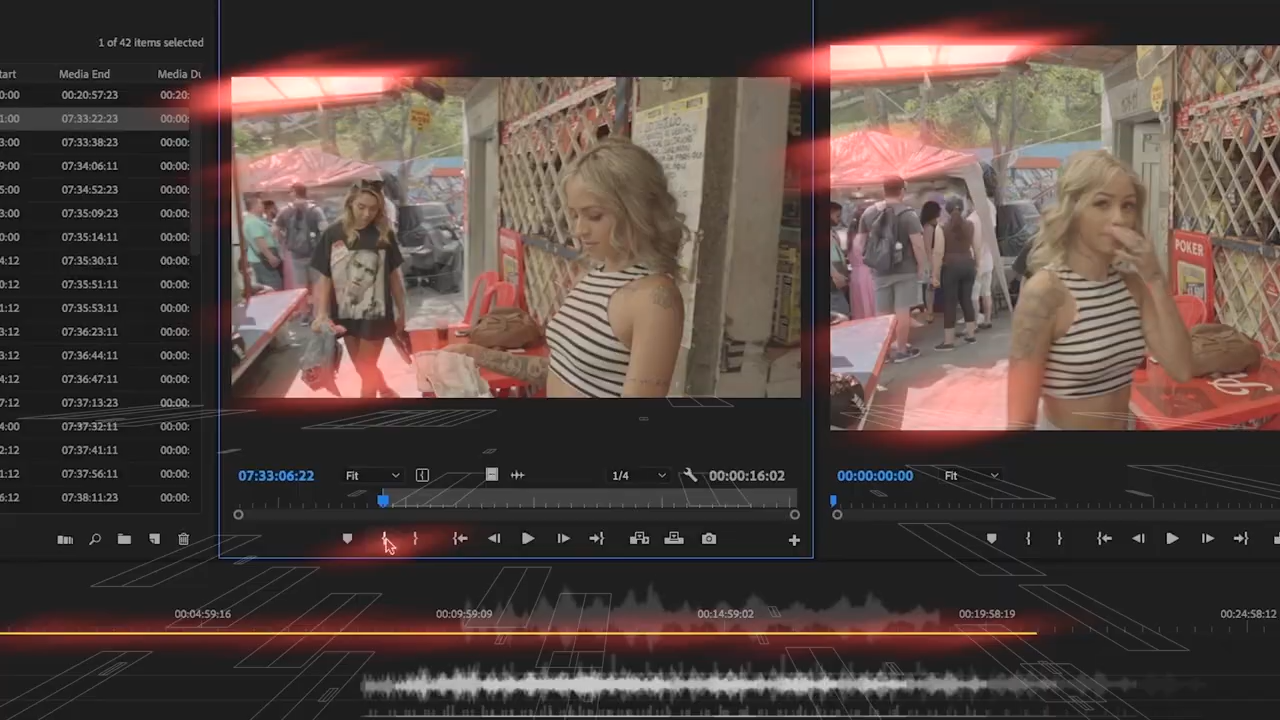 1 of 42 items selected
tart Media End Media Du
0:00 00:20:57:23 00:20:
1:00 07:33:22:23 00:00:
3:00 07:33:38:23 00:00:
9:00 07:34:06:11 00:00:
5:00 07:34:52:23 00:00:
3:00 07:35:09:23 00:00:
0:00 07:35:14:11 00:00:
4:12 07:35:30:11 00:00:
0:12 07:35:51:11 00:00:
1:12 07:35:53:11 00:00:
3:12 07:36:23:11 00:00:
3:12 07:36:44:11 00:00:
4:12 07:36:47:11 00:00:
7:12 07:37:13:23 00:00:
4:00 07:37:32:11 00:00:
2:12 07:37:41:11 00:00:
1:12 07:37:56:11 00:00:
6:12 07:38:11:23 00:00:
POKER
07:33:06:22 Fit 1/4 00:00:16:02
00:00:00:00 Fit
00:04:59:16 00:09:59:09 00:14:59:02 00:19:58:19 00:24:58:12